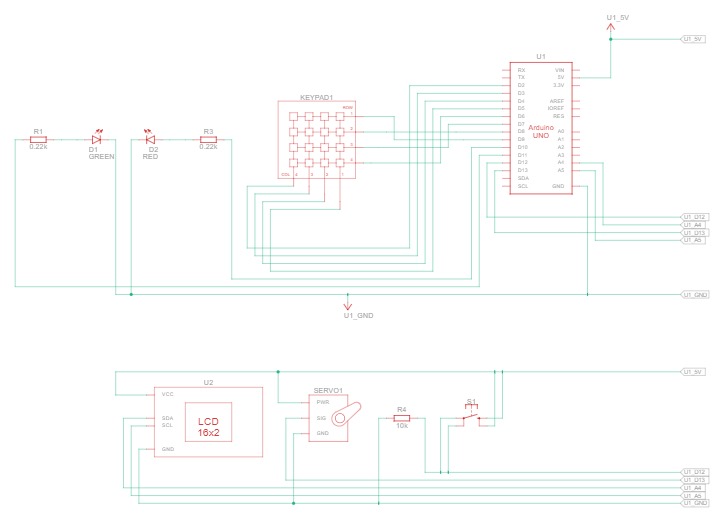 U1_5V
U1_5V
U1
RX
TX
D2
D3
D4
D5
D6
D7
D8
D9
D10
D11
D12
D13
SDA
SCL
VIN
5V
3.3V
AREF
IOREF
RES
A0
A1
A2
A3
A4
A5
GND
Arduino
UNO
KEYPAD1
ROW
1
2
3
4
COL 4 3 2 1
R1
0.22k
D1
GREEN
D2
RED
R3
0.22k
U1_D12
U1_A4
U1_D13
U1_A5
U1_GND
U1_GND
U1_5V
U2
VCC
SDA
SCL
GND
LCD
16x2
SERVO1
PWR
SIG
GND
R4
10k
S1
U1_D12
U1_D13
U1_A4
U1_A5
U1_GND